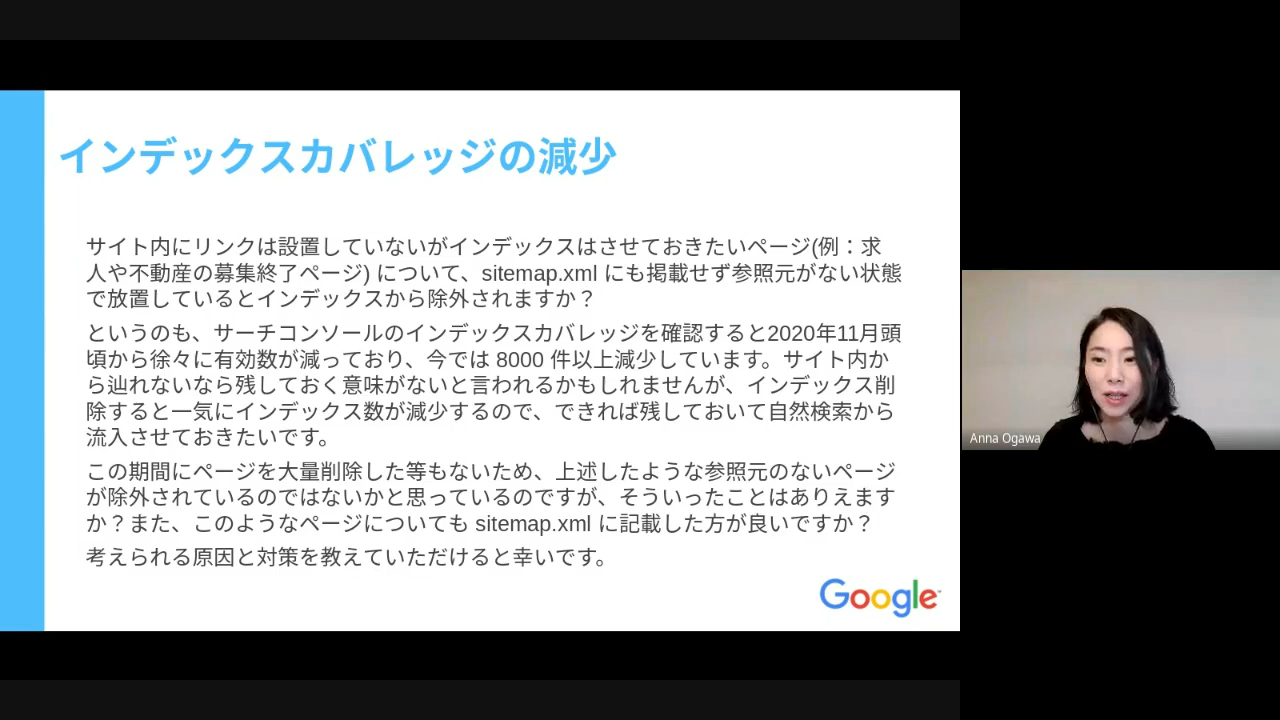 インデックスカバレッジの減少
サイト内にリンクは設置していないがインデックスはさせておきたいページ(例：求
人や不動産の募集終了ページ) について、sitemap.xml にも掲載せず参照元がない状態
で放置しているとインデックスから除外されますか？
というのも、サーチコンソールのインデックスカバレッジを確認すると2020年11月頭
頃から徐々に有効数が減っており、今では 8000 件以上減少しています。サイト内か
ら辿れないなら残しておく意味がないと言われるかもしれませんが、インデックス削
除すると一気にインデックス数が減少するので、できれば残しておいて自然検索から
流入させておきたいです。
この期間にページを大量削除した等もないため、上述したような参照元のないページ
が除外されているのではないかと思っているのですが、そういったことはありえます
か？また、このようなページについても sitemap.xml に記載した方が良いですか？
考えられる原因と対策を教えていただけると幸いです。
Google
Anna Ogawa